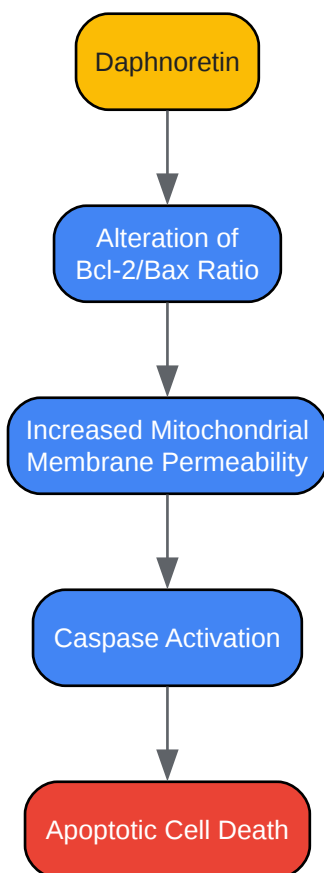 Daphnoretin
Alteration of
Bcl-2/Bax Ratio
Increased Mitochondrial
Membrane Permeability
Caspase Activation
Apoptotic Cell Death